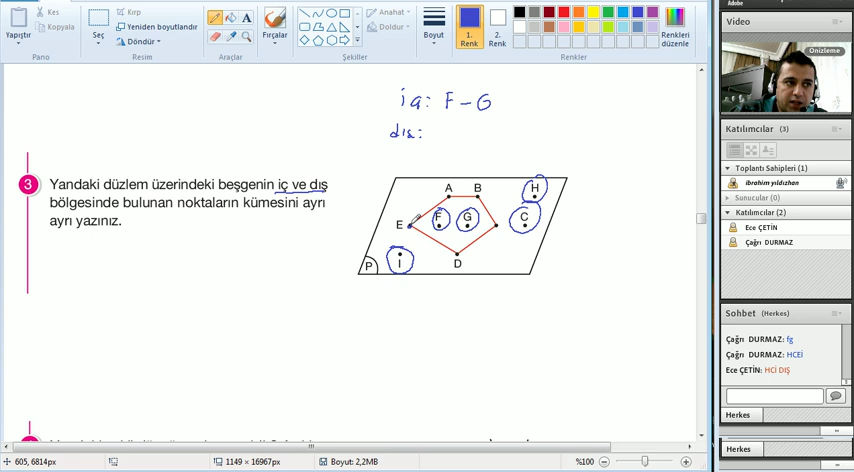 Adobe
Yapıştır
Kes
Kopyala
Pano
Seç
Kırp
Yeniden boyutlandır
Döndür
Resim
A
Araçlar
Fırçalar
Anahat
Doldur
Şekiller
Boyut
1. Renk
2. Renk
Renkler
Renkleri düzenle
Video
Önizleme
Katılımcılar (3)
Toplantı Sahipleri (1)
ibrahim yıldızhan
Sunucular (0)
Katılımcılar (2)
Ece ÇETİN
Çağrı DURMAZ
Sohbet (Herkes)
Çağrı DURMAZ: fg
Çağrı DURMAZ: HCEİ
Ece ÇETİN: HCİ DIŞ
Herkes
Herkes
iç: F – G
dış:
3 Yandaki düzlem üzerindeki beşgenin iç ve dış
bölgesinde bulunan noktaların kümesini ayrı
ayrı yazınız.
A B H
E F G C
I D
P
605, 6814px
1149 × 16967px
Boyut: 2,2MB
%100